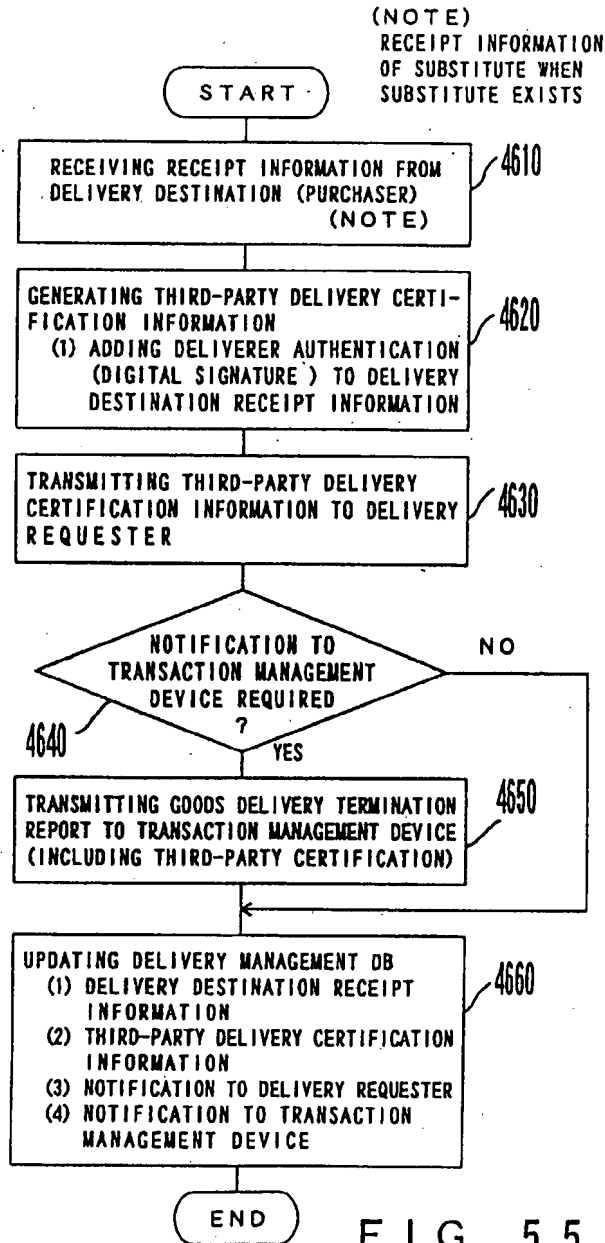 (NOTE)
RECEIPT INFORMATION
OF SUBSTITUTE WHEN
SUBSTITUTE EXISTS
START
RECEIVING RECEIPT INFORMATION FROM
DELIVERY DESTINATION (PURCHASER)
(NOTE)
4610
GENERATING THIRD-PARTY DELIVERY CERTI-
FICATION INFORMATION
(1) ADDING DELIVERER AUTHENTICATION
(DIGITAL SIGNATURE) TO DELIVERY
DESTINATION RECEIPT INFORMATION
4620
TRANSMITTING THIRD-PARTY DELIVERY
CERTIFICATION INFORMATION TO DELIVERY
REQUESTER
4630
NOTIFICATION TO
TRANSACTION MANAGEMENT
DEVICE REQUIRED
?
NO
4640
YES
TRANSMITTING GOODS DELIVERY TERMINATION
REPORT TO TRANSACTION MANAGEMENT DEVICE
(INCLUDING THIRD-PARTY CERTIFICATION)
4650
UPDATING DELIVERY MANAGEMENT DB
(1) DELIVERY DESTINATION RECEIPT
INFORMATION
(2) THIRD-PARTY DELIVERY CERTIFICATION
INFORMATION
(3) NOTIFICATION TO DELIVERY REQUESTER
(4) NOTIFICATION TO TRANSACTION
MANAGEMENT DEVICE
4660
END
FIG. 55